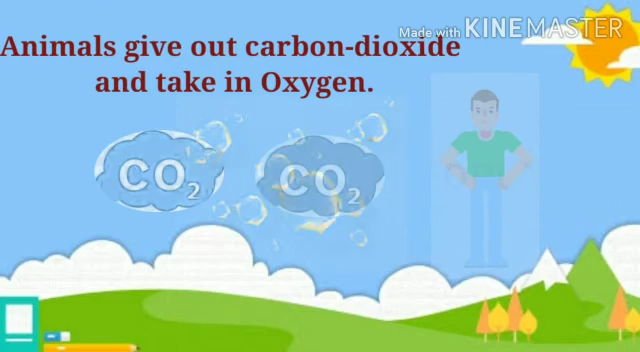 Made with KINEMASTER
Animals give out carbon-dioxide
and take in Oxygen.
CO2 CO2